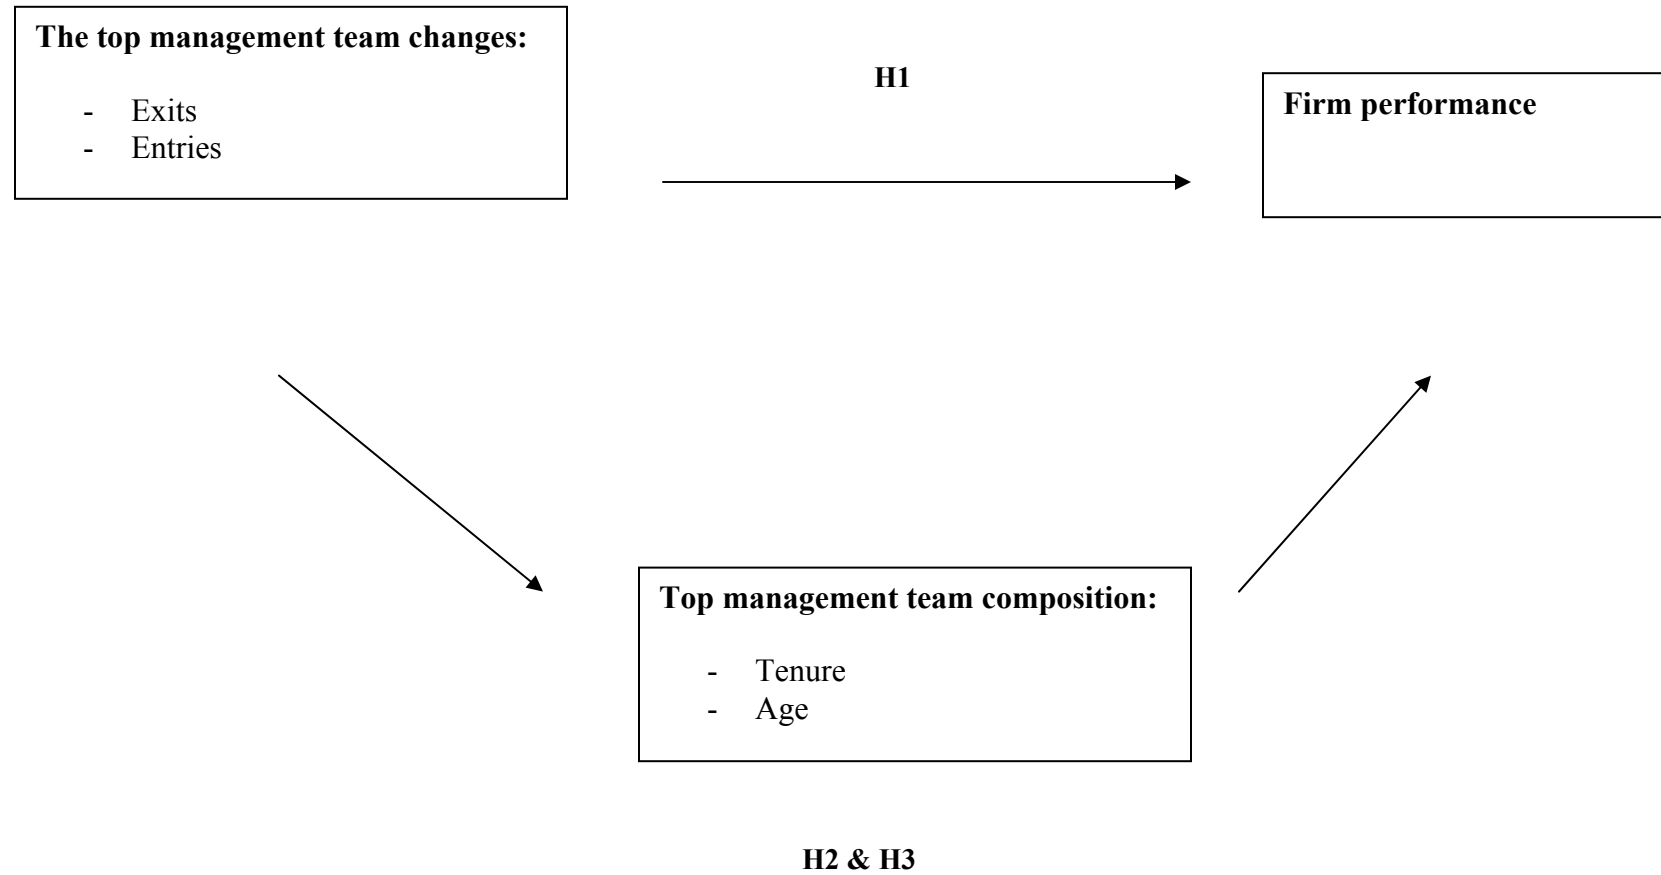 The top management team changes:
- Exits
- Entries
H1
Firm performance
Top management team composition:
- Tenure
- Age
H2 & H3